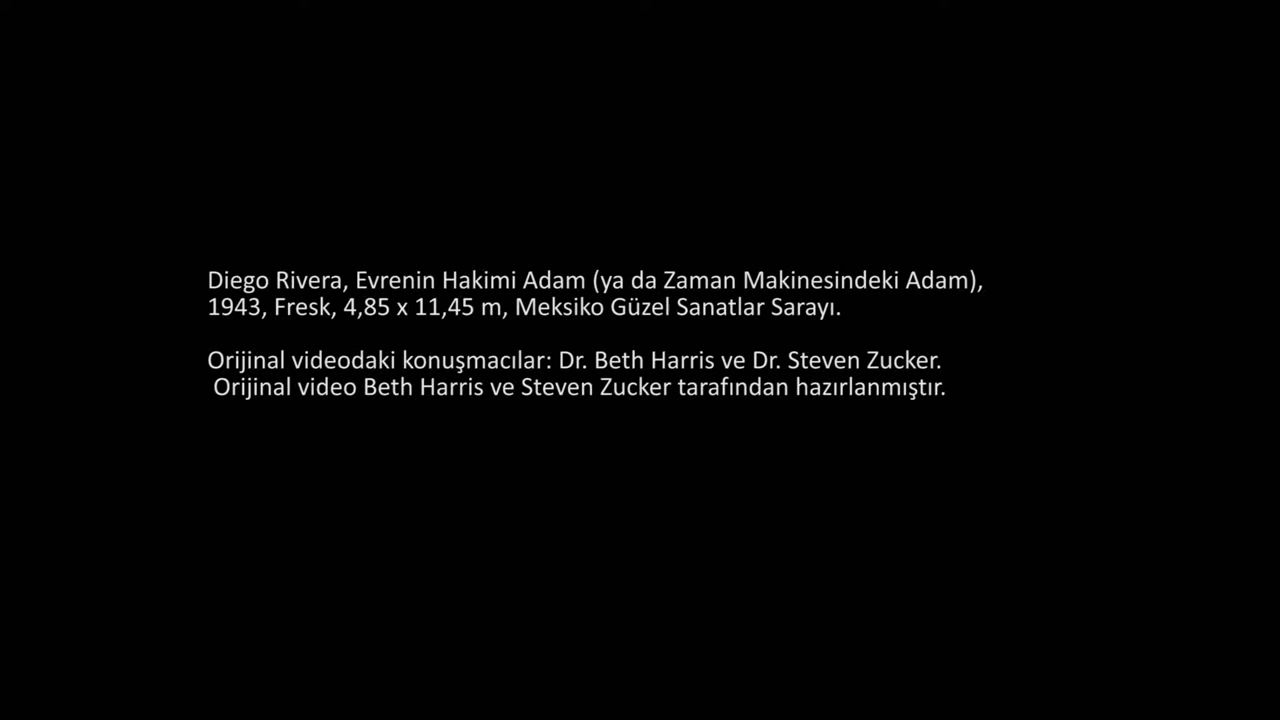 Diego Rivera, Evrenin Hakimi Adam (ya da Zaman Makinesindeki Adam),
1943, Fresk, 4,85 x 11,45 m, Meksiko Güzel Sanatlar Sarayı.
Orijinal videodaki konuşmacılar: Dr. Beth Harris ve Dr. Steven Zucker.
Orijinal video Beth Harris ve Steven Zucker tarafından hazırlanmıştır.